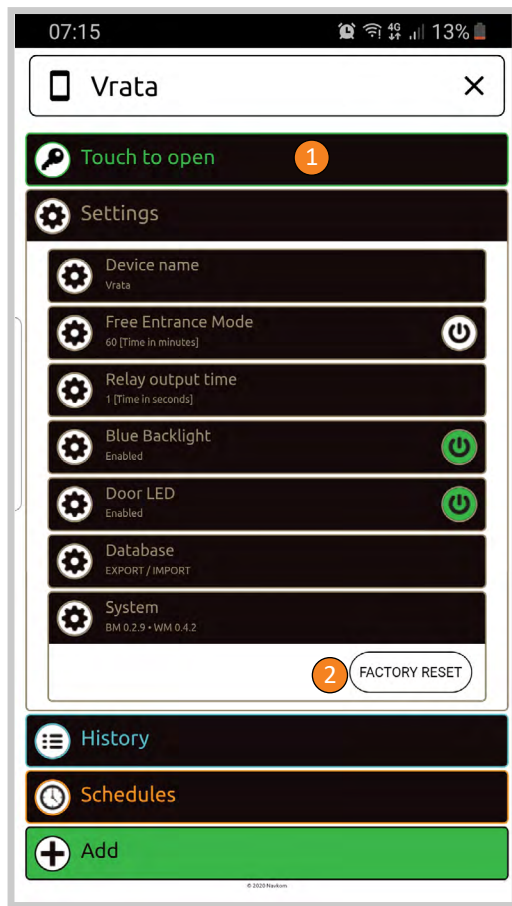 07:15 4G 13%
Vrata
Touch to open 1
Settings
Device name
Vrata
Free Entrance Mode
60 [Time in minutes]
Relay output time
1 [Time in seconds]
Blue Backlight
Enabled
Door LED
Enabled
Database
EXPORT / IMPORT
System
BM 0.2.9 • WM 0.4.2
2 FACTORY RESET
History
Schedules
Add
© 2020 Navkom